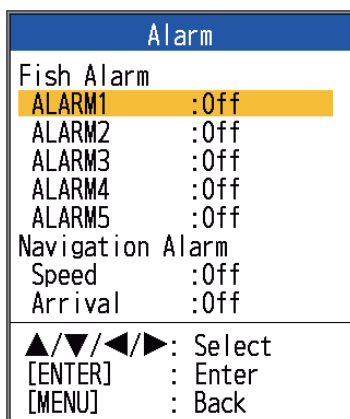 Alarm
Fish Alarm
ALARM1 :Off
ALARM2 :Off
ALARM3 :Off
ALARM4 :Off
ALARM5 :Off
Navigation Alarm
Speed :Off
Arrival :Off
▲/▼/◀/▶: Select
[ENTER] : Enter
[MENU] : Back